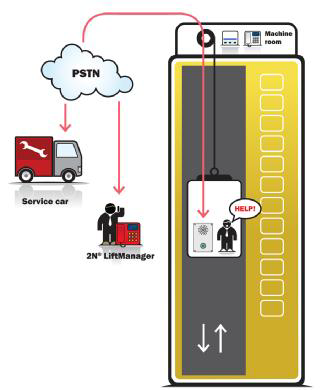 Machine
room
PSTN
HELP!
Service car
2N® LiftManager